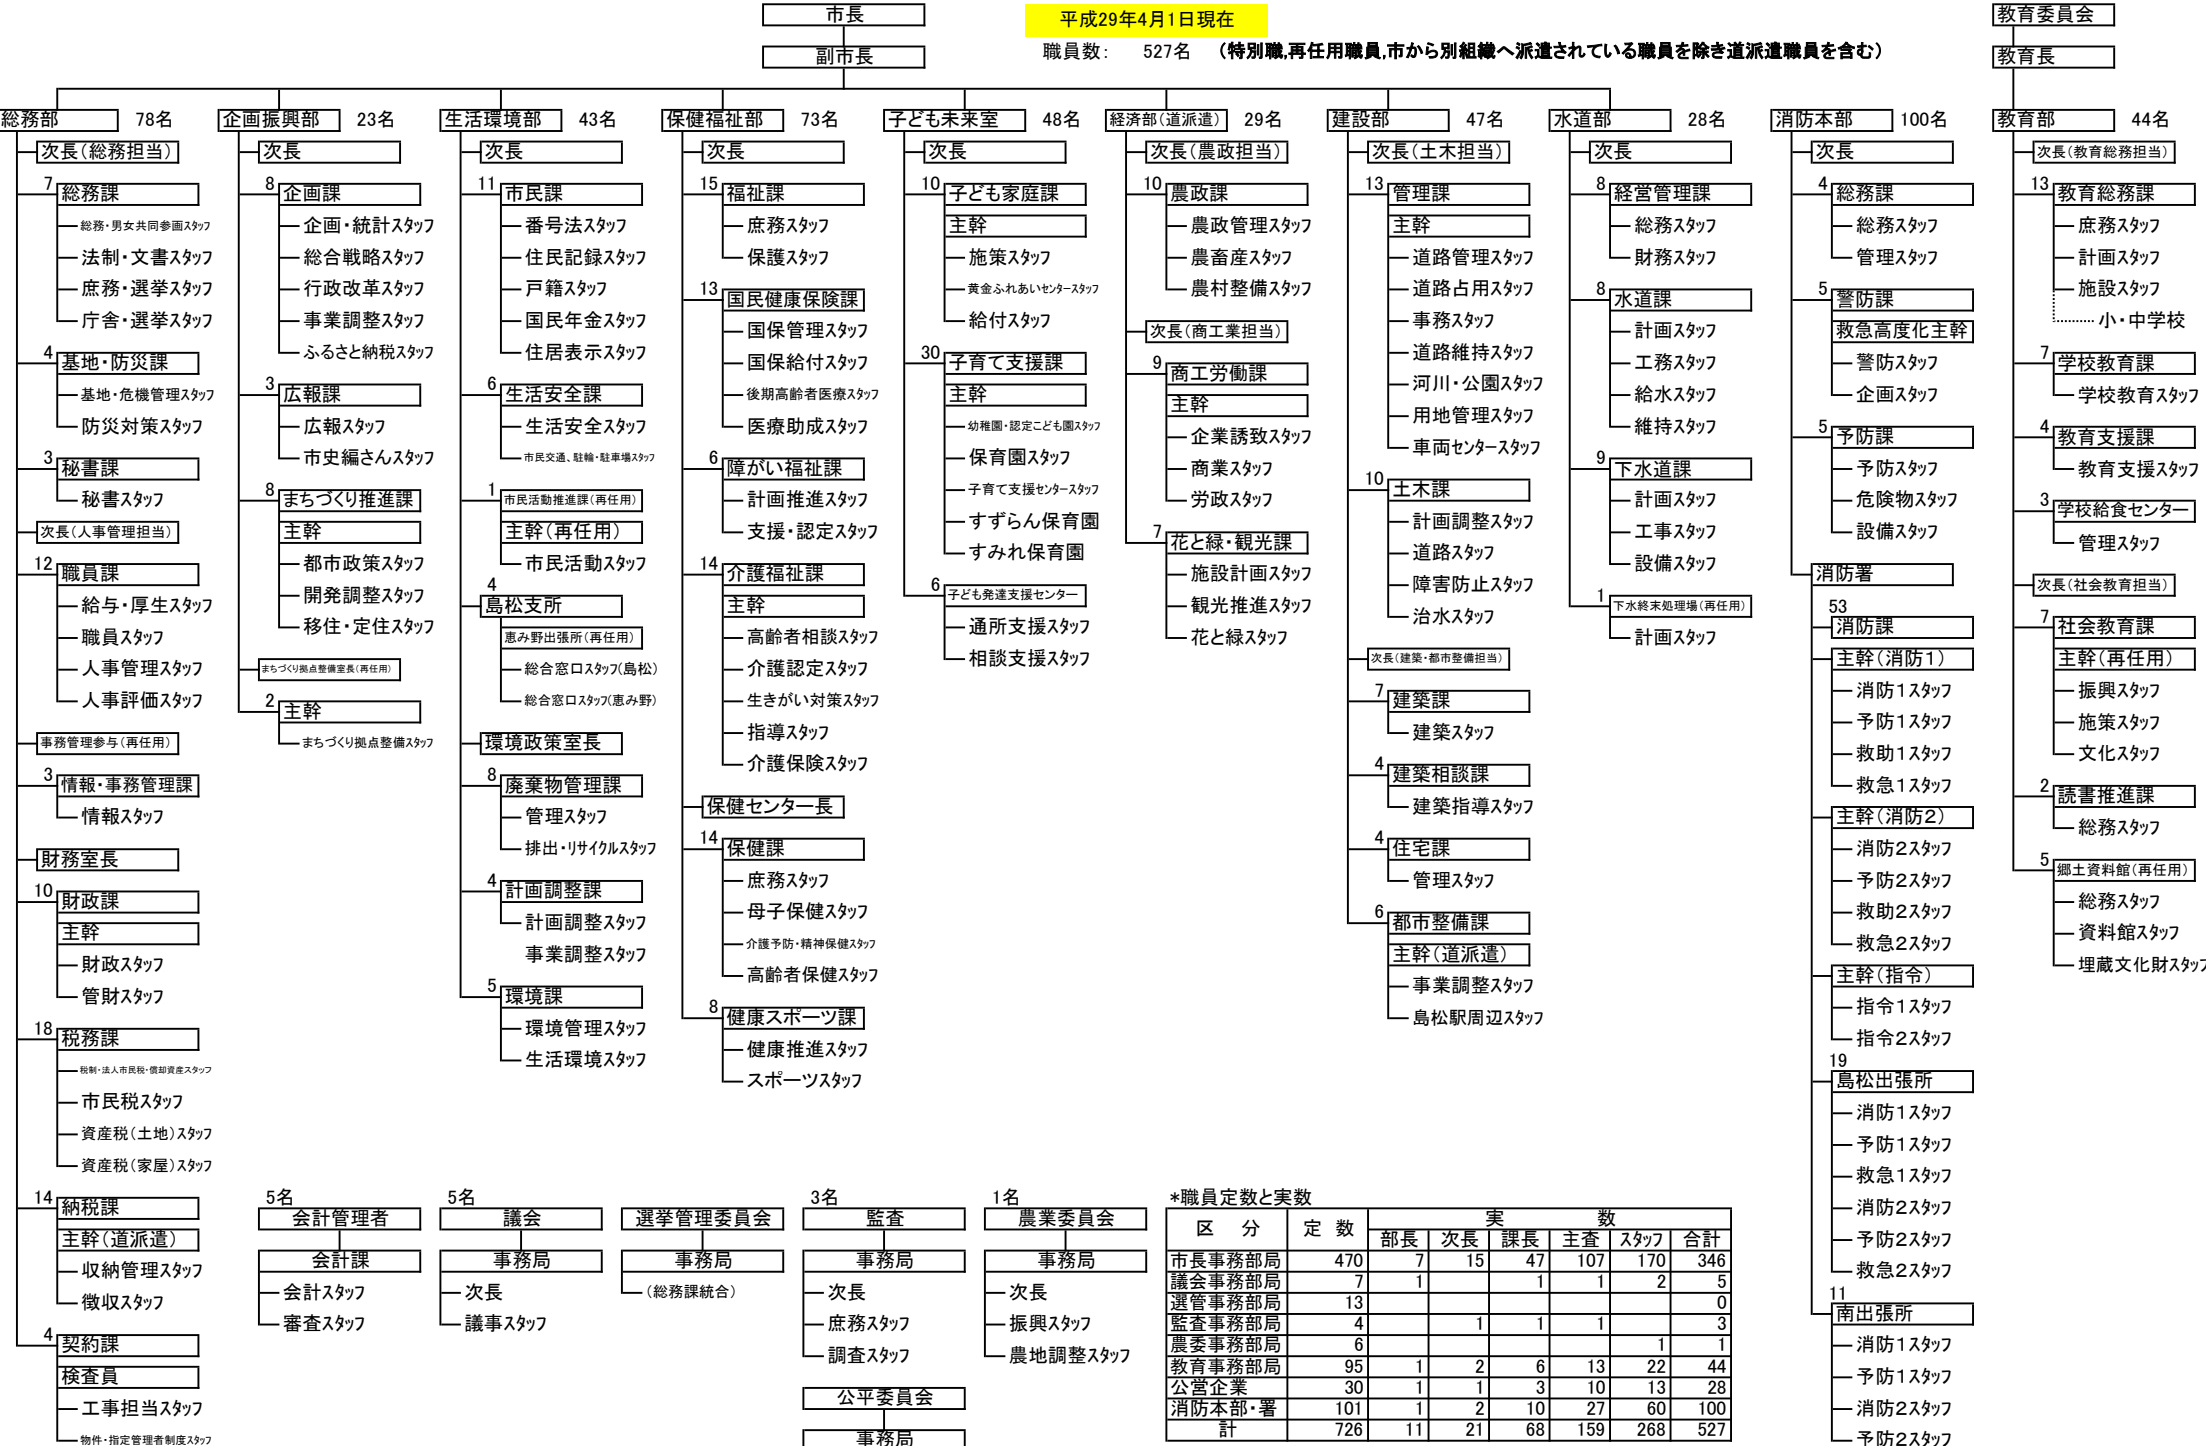 市長
平成29年4月1日現在
教育委員会
副市長
職員数： 527名 (特別職,再任用職員,市から別組織へ派遣されている職員を除き道派遣職員を含む)
教育長
総務部 78名
次長(総務担当)
7
総務課
総務・男女共同参画スタッフ
法制・文書スタッフ
庶務・選挙スタッフ
庁舎・選挙スタッフ
4
基地・防災課
基地・危機管理スタッフ
防災対策スタッフ
3
秘書課
秘書スタッフ
次長(人事管理担当)
12
職員課
給与・厚生スタッフ
職員スタッフ
人事管理スタッフ
人事評価スタッフ
事務管理参与(再任用)
3
情報・事務管理課
情報スタッフ
財務室長
10
財政課
主幹
財政スタッフ
管財スタッフ
18
税務課
税制・法人市民税・償却資産スタッフ
市民税スタッフ
資産税(土地)スタッフ
資産税(家屋)スタッフ
14
納税課
主幹(道派遣)
収納管理スタッフ
徴収スタッフ
4
契約課
検査員
工事担当スタッフ
物件・指定管理者制度スタッフ
企画振興部 23名
次長
8
企画課
企画・統計スタッフ
総合戦略スタッフ
行政改革スタッフ
事業調整スタッフ
ふるさと納税スタッフ
3
広報課
広報スタッフ
市史編さんスタッフ
8
まちづくり推進課
主幹
都市政策スタッフ
開発調整スタッフ
移住・定住スタッフ
まちづくり拠点整備室長(再任用)
2
主幹
まちづくり拠点整備スタッフ
生活環境部 43名
次長
11
市民課
番号法スタッフ
住民記録スタッフ
戸籍スタッフ
国民年金スタッフ
住居表示スタッフ
6
生活安全課
生活安全スタッフ
市民交通、駐輪・駐車場スタッフ
1
市民活動推進課(再任用)
主幹(再任用)
市民活動スタッフ
4
島松支所
恵み野出張所(再任用)
総合窓口スタッフ(島松)
総合窓口スタッフ(恵み野)
環境政策室長
8
廃棄物管理課
管理スタッフ
排出・リサイクルスタッフ
4
計画調整課
計画調整スタッフ
事業調整スタッフ
5
環境課
環境管理スタッフ
生活環境スタッフ
保健福祉部 73名
次長
15
福祉課
庶務スタッフ
保護スタッフ
13
国民健康保険課
国保管理スタッフ
国保給付スタッフ
後期高齢者医療スタッフ
医療助成スタッフ
6
障がい福祉課
計画推進スタッフ
支援・認定スタッフ
14
介護福祉課
主幹
高齢者相談スタッフ
介護認定スタッフ
生きがい対策スタッフ
指導スタッフ
介護保険スタッフ
保健センター長
14
保健課
庶務スタッフ
母子保健スタッフ
介護予防・精神保健スタッフ
高齢者保健スタッフ
8
健康スポーツ課
健康推進スタッフ
スポーツスタッフ
子ども未来室 48名
次長
10
子ども家庭課
主幹
施策スタッフ
黄金ふれあいセンタースタッフ
給付スタッフ
30
子育て支援課
主幹
幼稚園・認定こども園スタッフ
保育園スタッフ
子育て支援センタースタッフ
すずらん保育園
すみれ保育園
6
子ども発達支援センター
通所支援スタッフ
相談支援スタッフ
経済部(道派遣) 29名
次長(農政担当)
10
農政課
農政管理スタッフ
農畜産スタッフ
農村整備スタッフ
次長(商工業担当)
9
商工労働課
主幹
企業誘致スタッフ
商業スタッフ
労政スタッフ
7
花と緑・観光課
施設計画スタッフ
観光推進スタッフ
花と緑スタッフ
建設部 47名
次長(土木担当)
13
管理課
主幹
道路管理スタッフ
道路占用スタッフ
事務スタッフ
道路維持スタッフ
河川・公園スタッフ
用地管理スタッフ
車両センタースタッフ
10
土木課
計画調整スタッフ
道路スタッフ
障害防止スタッフ
治水スタッフ
次長(建築・都市整備担当)
7
建築課
建築スタッフ
4
建築相談課
建築指導スタッフ
4
住宅課
管理スタッフ
6
都市整備課
主幹(道派遣)
事業調整スタッフ
島松駅周辺スタッフ
水道部 28名
次長
8
経営管理課
総務スタッフ
財務スタッフ
8
水道課
計画スタッフ
工務スタッフ
給水スタッフ
維持スタッフ
9
下水道課
計画スタッフ
工事スタッフ
設備スタッフ
1
下水終末処理場(再任用)
計画スタッフ
消防本部 100名
次長
4
総務課
総務スタッフ
管理スタッフ
5
警防課
救急高度化主幹
警防スタッフ
企画スタッフ
5
予防課
予防スタッフ
危険物スタッフ
設備スタッフ
消防署
53
消防課
主幹(消防1)
消防1スタッフ
予防1スタッフ
救助1スタッフ
救急1スタッフ
主幹(消防2)
消防2スタッフ
予防2スタッフ
救助2スタッフ
救急2スタッフ
主幹(指令)
指令1スタッフ
指令2スタッフ
19
島松出張所
消防1スタッフ
予防1スタッフ
救急1スタッフ
消防2スタッフ
予防2スタッフ
救急2スタッフ
11
南出張所
消防1スタッフ
予防1スタッフ
消防2スタッフ
予防2スタッフ
教育部 44名
次長(教育総務担当)
13
教育総務課
庶務スタッフ
計画スタッフ
施設スタッフ
小・中学校
7
学校教育課
学校教育スタッフ
4
教育支援課
教育支援スタッフ
3
学校給食センター
管理スタッフ
次長(社会教育担当)
7
社会教育課
主幹(再任用)
振興スタッフ
施策スタッフ
文化スタッフ
2
読書推進課
総務スタッフ
5
郷土資料館(再任用)
総務スタッフ
資料館スタッフ
埋蔵文化財スタッフ
5名
会計管理者
会計課
会計スタッフ
審査スタッフ
5名
議会
事務局
次長
議事スタッフ
選挙管理委員会
事務局
(総務課統合)
3名
監査
事務局
次長
庶務スタッフ
調査スタッフ
公平委員会
事務局
1名
農業委員会
事務局
次長
振興スタッフ
農地調整スタッフ
*職員定数と実数
区 分 定 数 実 数
部長 次長 課長 主査 スタッフ 合計
市長事務部局 470 7 15 47 107 170 346
議会事務部局 7 1 1 1 2 5
選管事務部局 13 0
監査事務部局 4 1 1 1 3
農委事務部局 6 1 1
教育事務部局 95 1 2 6 13 22 44
公営企業 30 1 1 3 10 13 28
消防本部・署 101 1 2 10 27 60 100
計 726 11 21 68 159 268 527